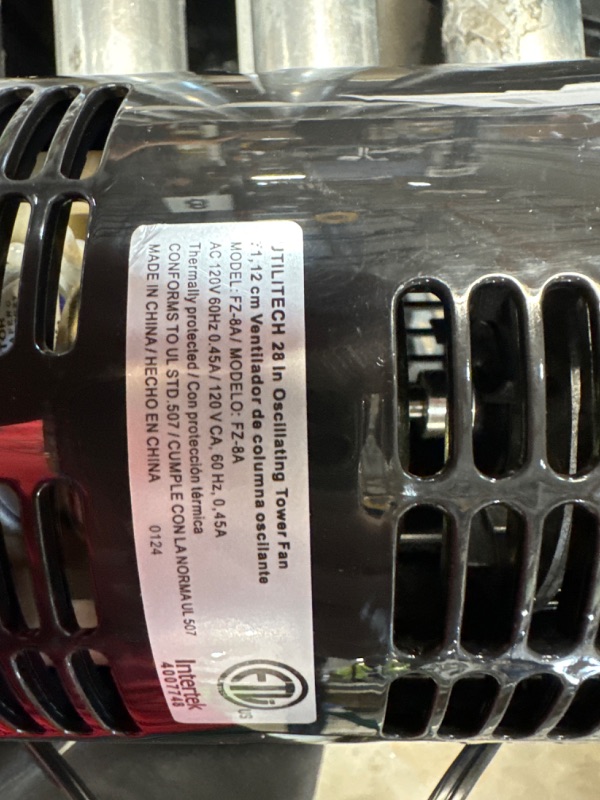 UTILITECH 28 In Oscillating Tower Fan
71,12 cm Ventilador de columna oscilante
MODEL: FZ-8A / MODELO: FZ-8A
AC 120V 60Hz 0.45A / 120 V CA, 60 Hz, 0,45A
Thermally protected / Con protección térmica
CONFORMS TO UL STD.507 / CUMPLE CON LA NORMA UL 507
MADE IN CHINA / HECHO EN CHINA 0124
ETL
US
Intertek
4007748